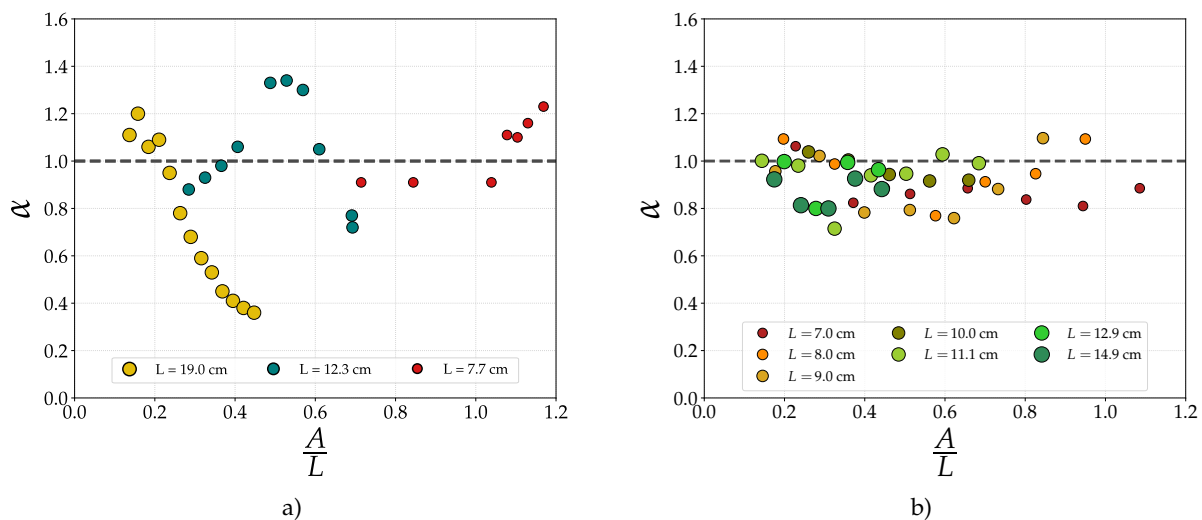 1.6
1.4
1.2
1.0
0.8
0.6
0.4
0.2
0.0
α
0.0 0.2 0.4 0.6 0.8 1.0 1.2
A
L
L = 19.0 cm L = 12.3 cm L = 7.7 cm
a)
1.6
1.4
1.2
1.0
0.8
0.6
0.4
0.2
0.0
α
L = 7.0 cm L = 10.0 cm L = 12.9 cm
L = 8.0 cm L = 11.1 cm L = 14.9 cm
L = 9.0 cm
0.0 0.2 0.4 0.6 0.8 1.0 1.2
A
L
b)